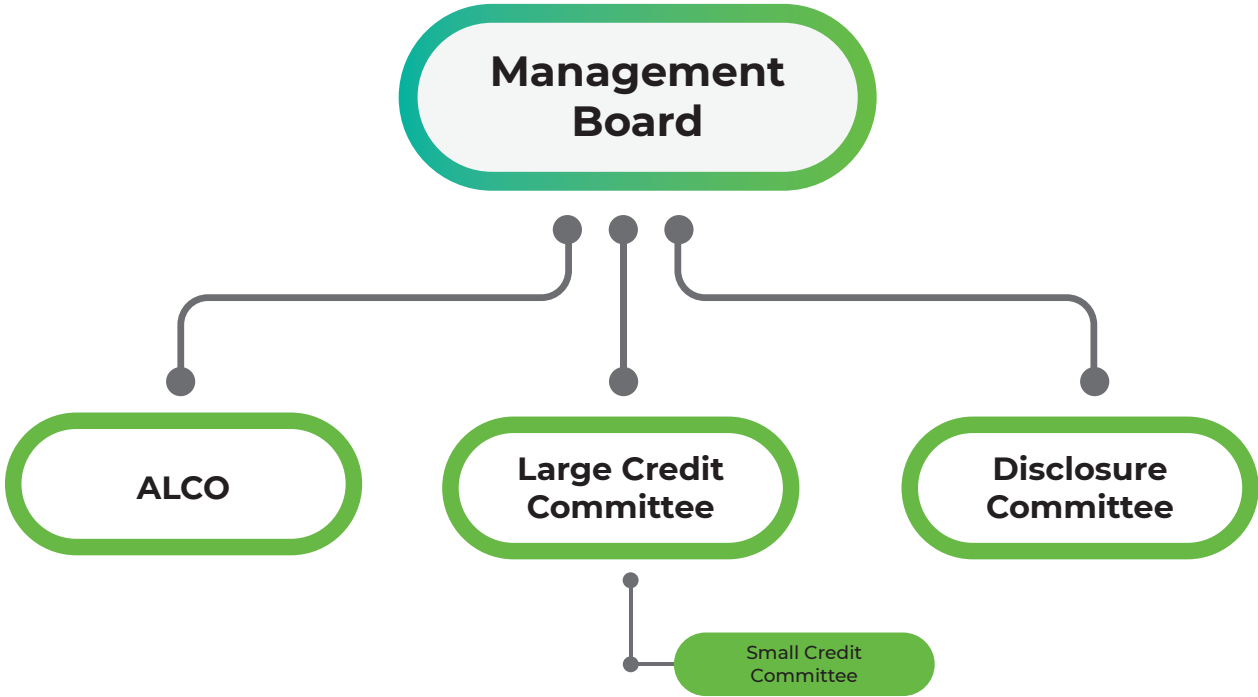 Management
Board
ALCO
Large Credit
Committee
Disclosure
Committee
Small Credit
Committee